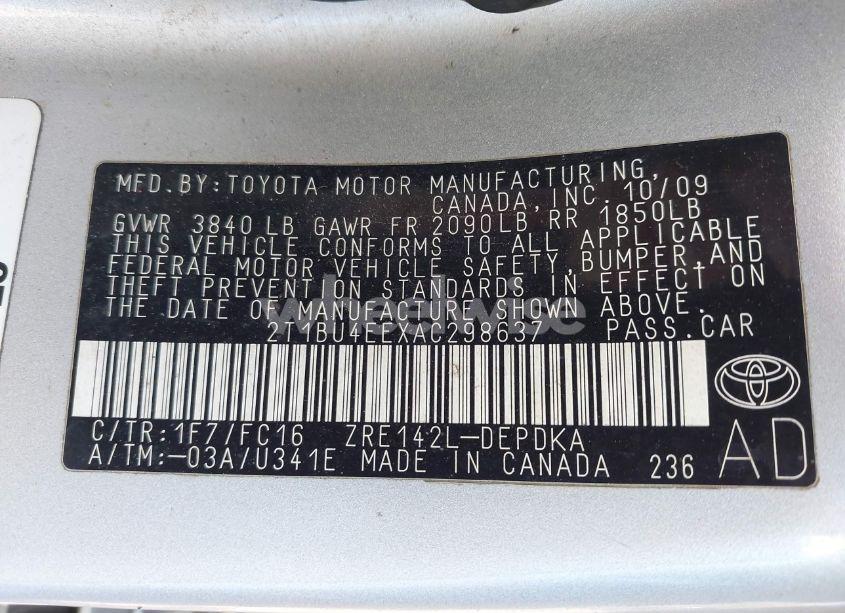 MFD.BY:TOYOTA MOTOR MANUFACTURING,
CANADA,INC. 10/09
GVWR 3840 LB GAWR FR 2090LB RR 1850LB
THIS VEHICLE CONFORMS TO ALL APPLICABLE
FEDERAL MOTOR VEHICLE SAFETY,BUMPER,AND
THEFT PREVENTION STANDARDS IN EFFECT ON
THE DATE OF MANUFACTURE SHOWN ABOVE.
wheelwise
2T1BU4EEXAC298637 PASS.CAR
C/TR:1F7/FC16 ZRE142L-DEPDKA
A/TM:-03A/U341E MADE IN CANADA 236
AD